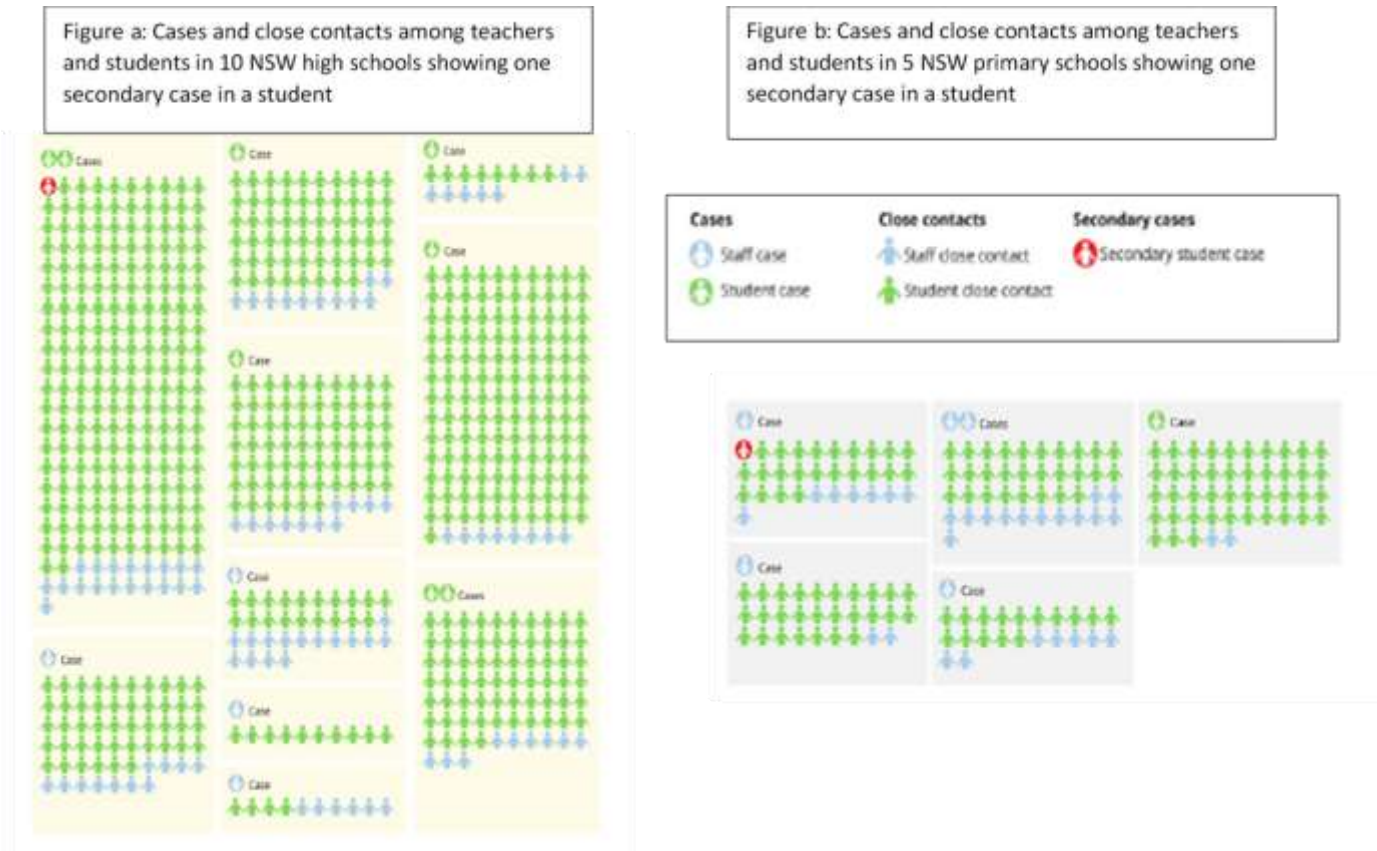 Figure a: Cases and close contacts among teachers
and students in 10 NSW high schools showing one
secondary case in a student
Figure b: Cases and close contacts among teachers
and students in 5 NSW primary schools showing one
secondary case in a student
Cases
Case
Case
Case
Case
Case
Cases
Case
Case
Case
Cases
Close contacts
Secondary cases
Staff case
Staff close contact
Secondary student case
Student case
Student close contact
Case
Cases
Case
Case
Case